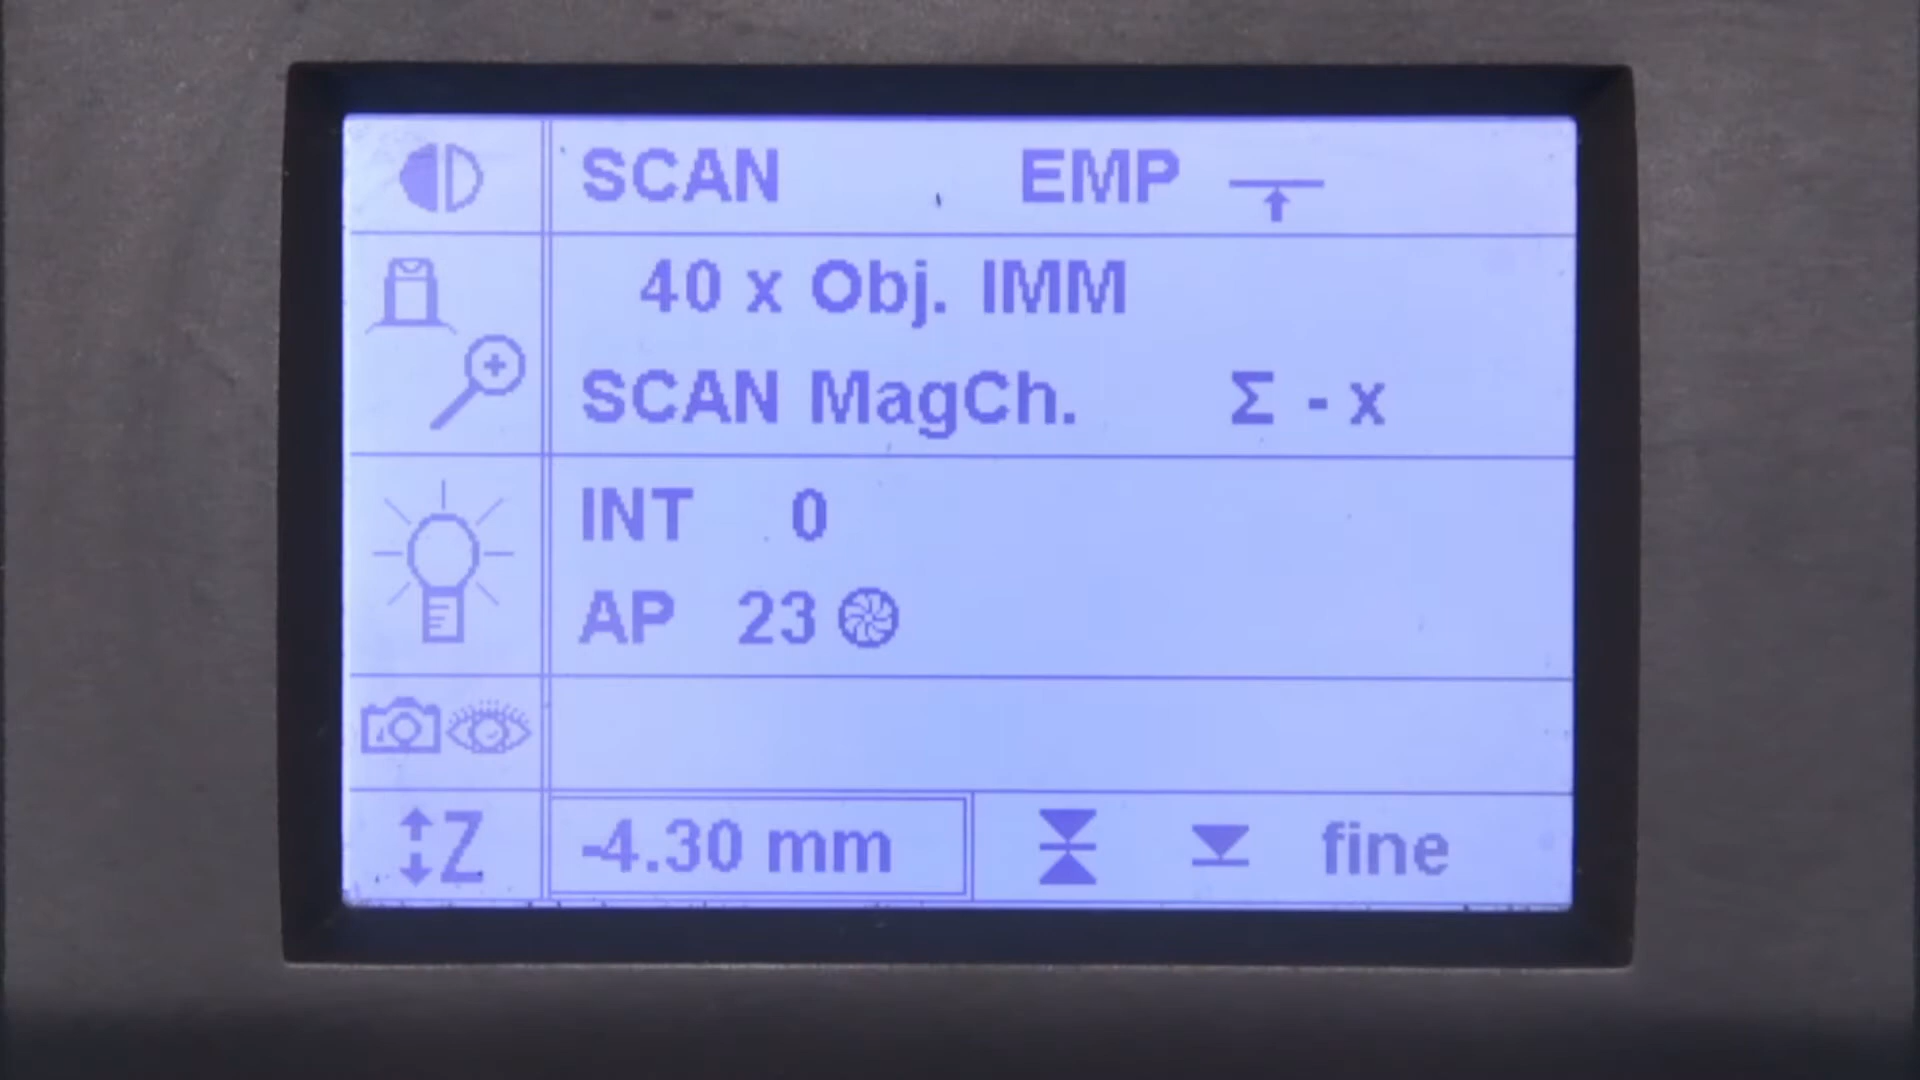 SCAN EMP
40 x Obj. IMM
SCAN MagCh. Σ - x
INT 0
AP 23
Z -4.30 mm fine